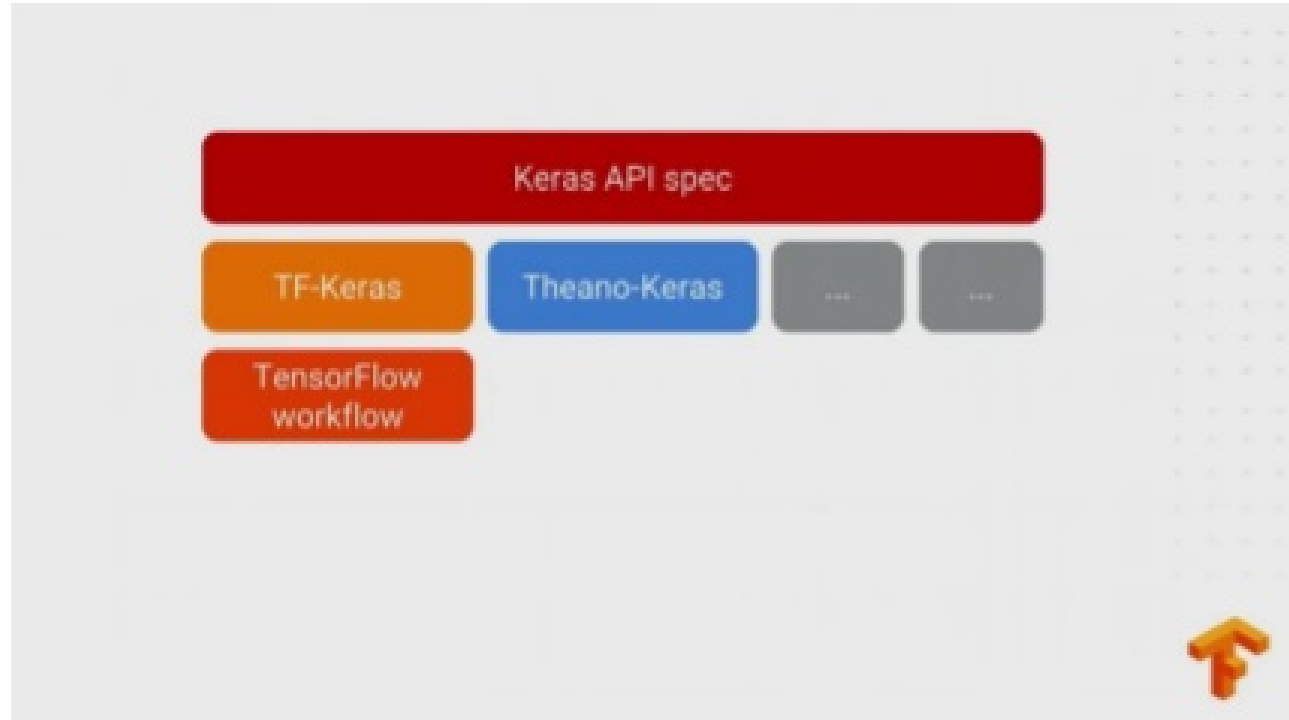 Keras API spec
TF-Keras
Theano-Keras
...
...
TensorFlow
workflow